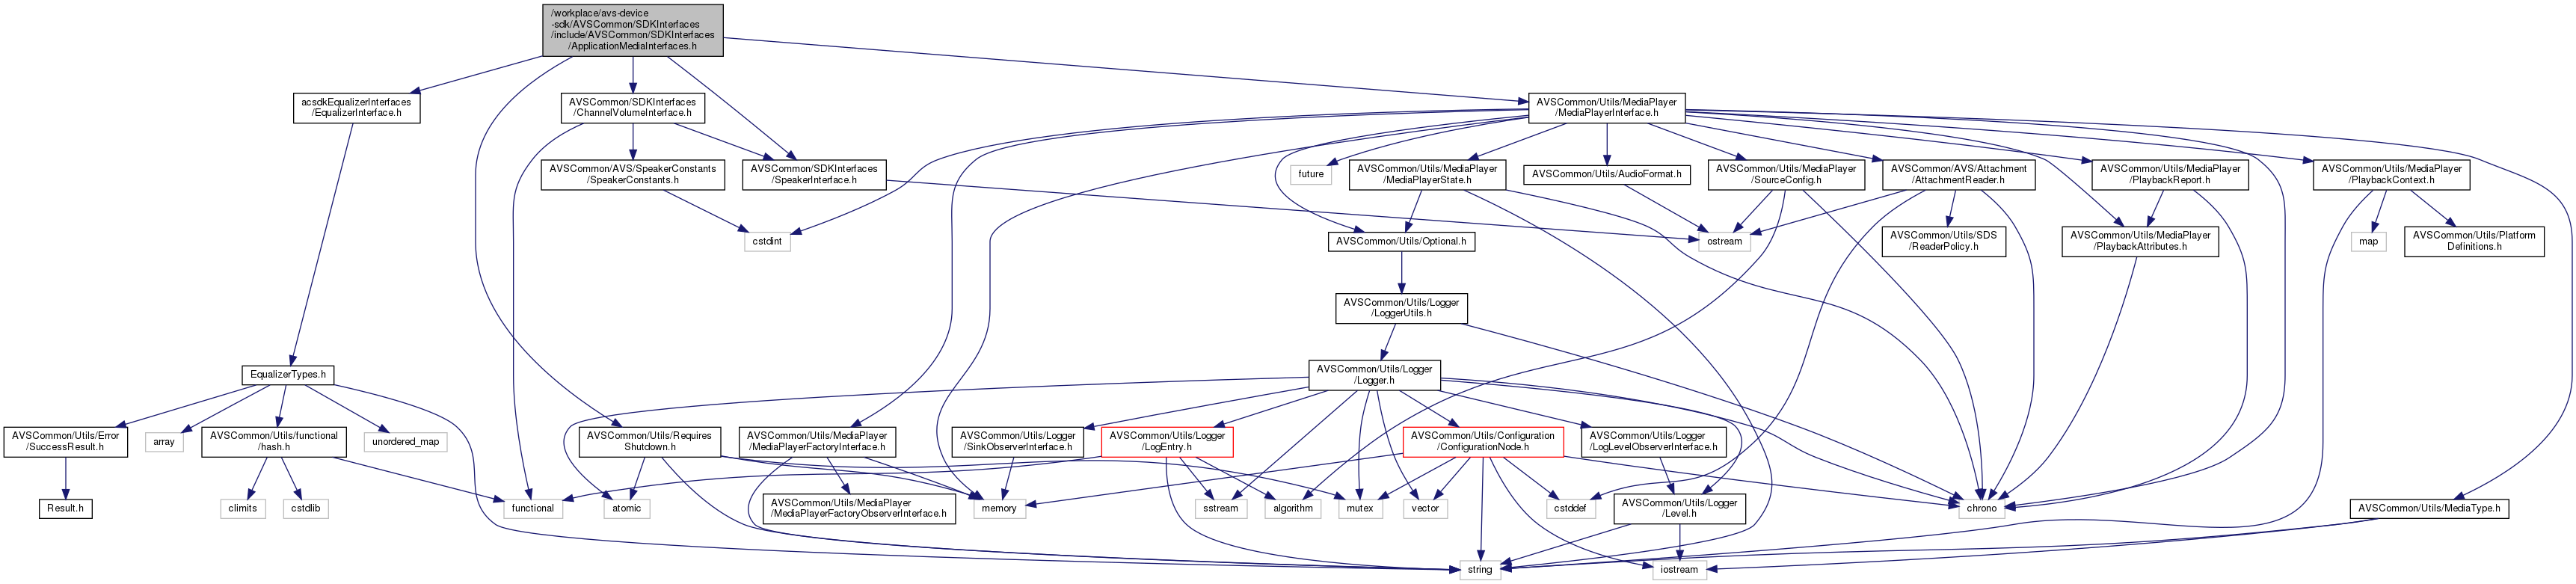 /workplace/avs-device
-sdk/AVSCommon/SDKInterfaces
/include/AVSCommon/SDKInterfaces
/ApplicationMediaInterfaces.h
acsdkEqualizerInterfaces
/EqualizerInterface.h
AVSCommon/SDKInterfaces
/ChannelVolumeInterface.h
AVSCommon/Utils/MediaPlayer
/MediaPlayerInterface.h
AVSCommon/AVS/SpeakerConstants
/SpeakerConstants.h
AVSCommon/SDKInterfaces
/SpeakerInterface.h
future
AVSCommon/Utils/MediaPlayer
/MediaPlayerState.h
AVSCommon/Utils/AudioFormat.h
AVSCommon/Utils/MediaPlayer
/SourceConfig.h
AVSCommon/AVS/Attachment
/AttachmentReader.h
AVSCommon/Utils/MediaPlayer
/PlaybackReport.h
AVSCommon/Utils/MediaPlayer
/PlaybackContext.h
cstdint
AVSCommon/Utils/Optional.h
ostream
AVSCommon/Utils/SDS
/ReaderPolicy.h
AVSCommon/Utils/MediaPlayer
/PlaybackAttributes.h
map
AVSCommon/Utils/Platform
Definitions.h
AVSCommon/Utils/Logger
/LoggerUtils.h
EqualizerTypes.h
AVSCommon/Utils/Logger
/Logger.h
AVSCommon/Utils/Error
/SuccessResult.h
array
AVSCommon/Utils/functional
/hash.h
unordered_map
AVSCommon/Utils/Requires
Shutdown.h
AVSCommon/Utils/MediaPlayer
/MediaPlayerFactoryInterface.h
AVSCommon/Utils/Logger
/SinkObserverInterface.h
AVSCommon/Utils/Logger
/LogEntry.h
AVSCommon/Utils/Configuration
/ConfigurationNode.h
AVSCommon/Utils/Logger
/LogLevelObserverInterface.h
Result.h
climits
cstdlib
functional
atomic
AVSCommon/Utils/MediaPlayer
/MediaPlayerFactoryObserverInterface.h
memory
sstream
algorithm
mutex
vector
cstddef
AVSCommon/Utils/Logger
/Level.h
chrono
AVSCommon/Utils/MediaType.h
string
iostream